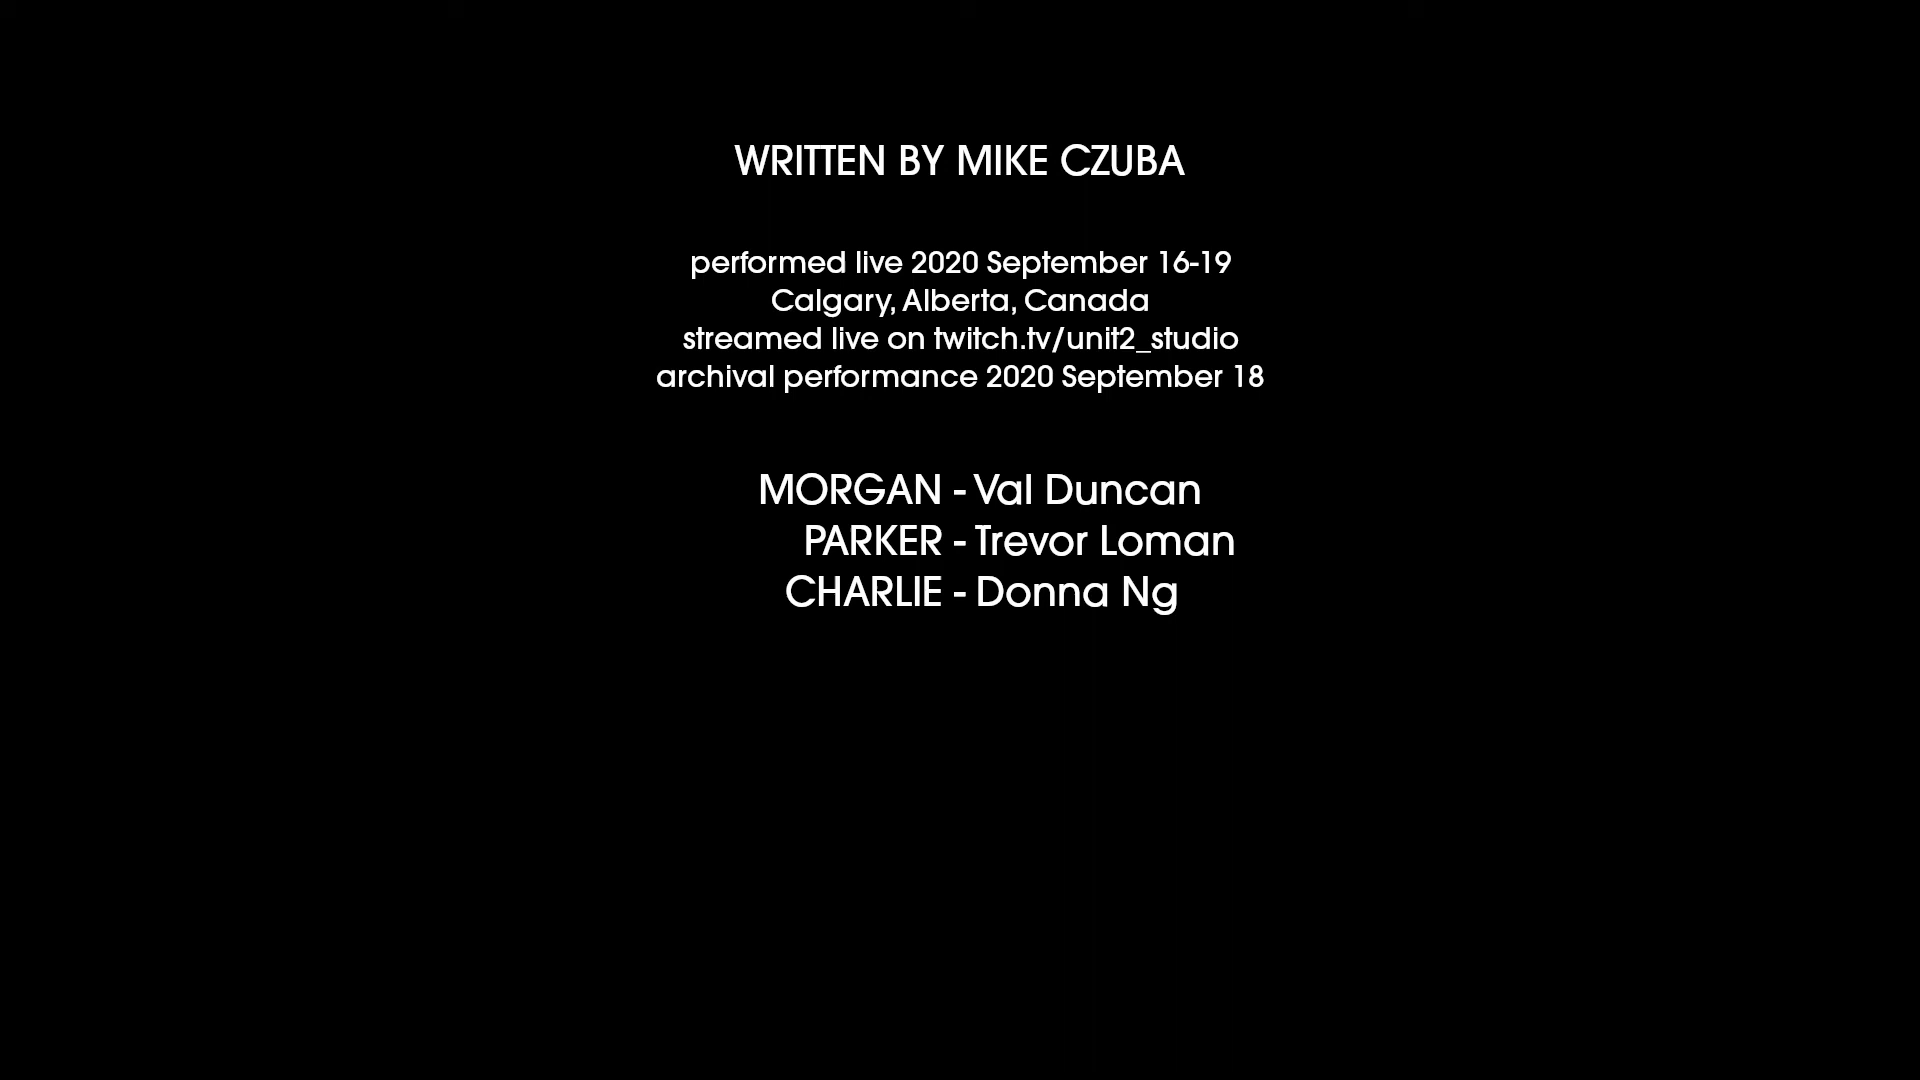 WRITTEN BY MIKE CZUBA
performed live 2020 September 16-19
Calgary, Alberta, Canada
streamed live on twitch.tv/unit2_studio
archival performance 2020 September 18
MORGAN - Val Duncan
PARKER - Trevor Loman
CHARLIE - Donna Ng